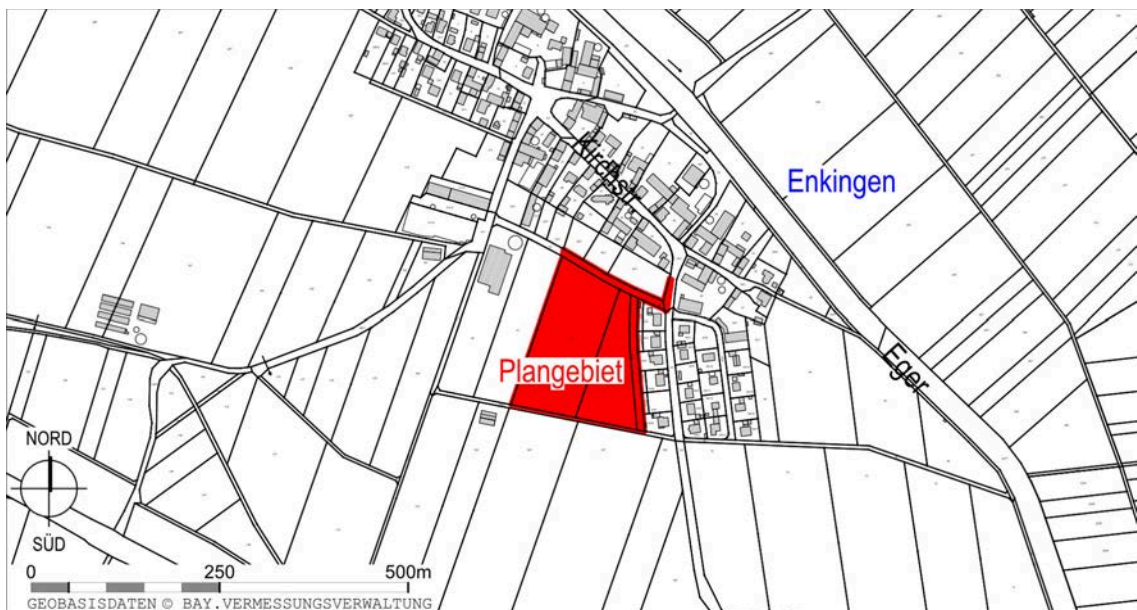 Kirchstr.
Enkingen
Plangebiet
Eger
NORD
SÜD
0 250 500m
GEOBASISDATEN © BAY.VERMESSUNGSVERWALTUNG